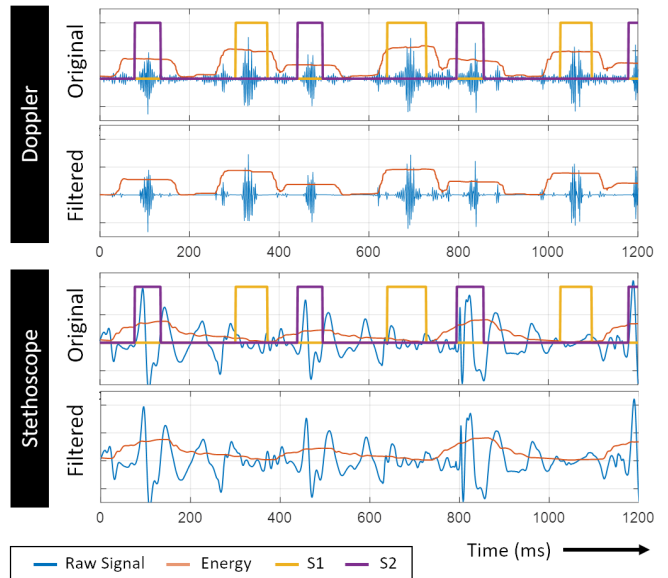 Doppler
Original
Filtered
0 200 400 600 800 1000 1200
Stethoscope
Original
Filtered
0 200 400 600 800 1000 1200
Time (ms)
Raw Signal Energy S1 S2